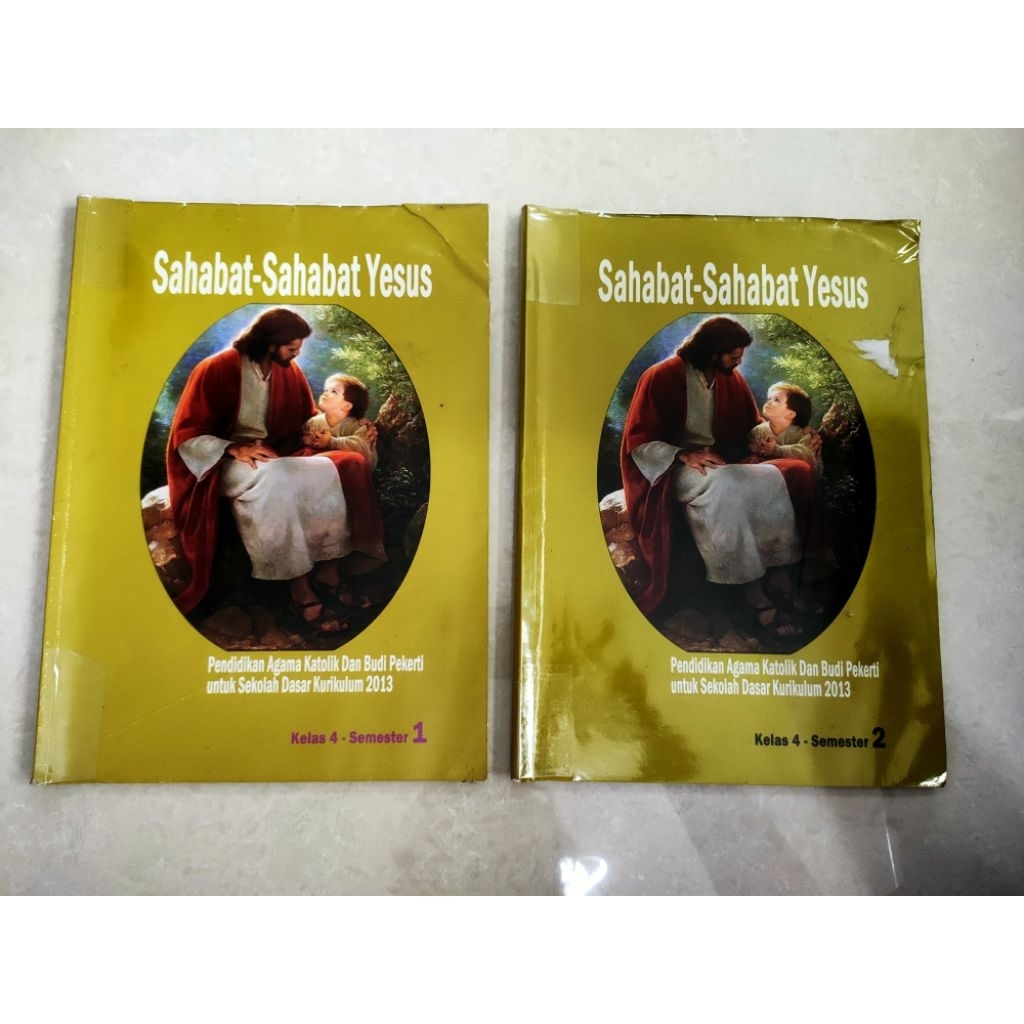 Sahabat-Sahabat Yesus
Pendidikan Agama Katolik Dan Budi Pekerti
untuk Sekolah Dasar Kurikulum 2013
Kelas 4 - Semester 1
Sahabat-Sahabat Yesus
Pendidikan Agama Katolik Dan Budi Pekerti
untuk Sekolah Dasar Kurikulum 2013
Kelas 4 - Semester 2